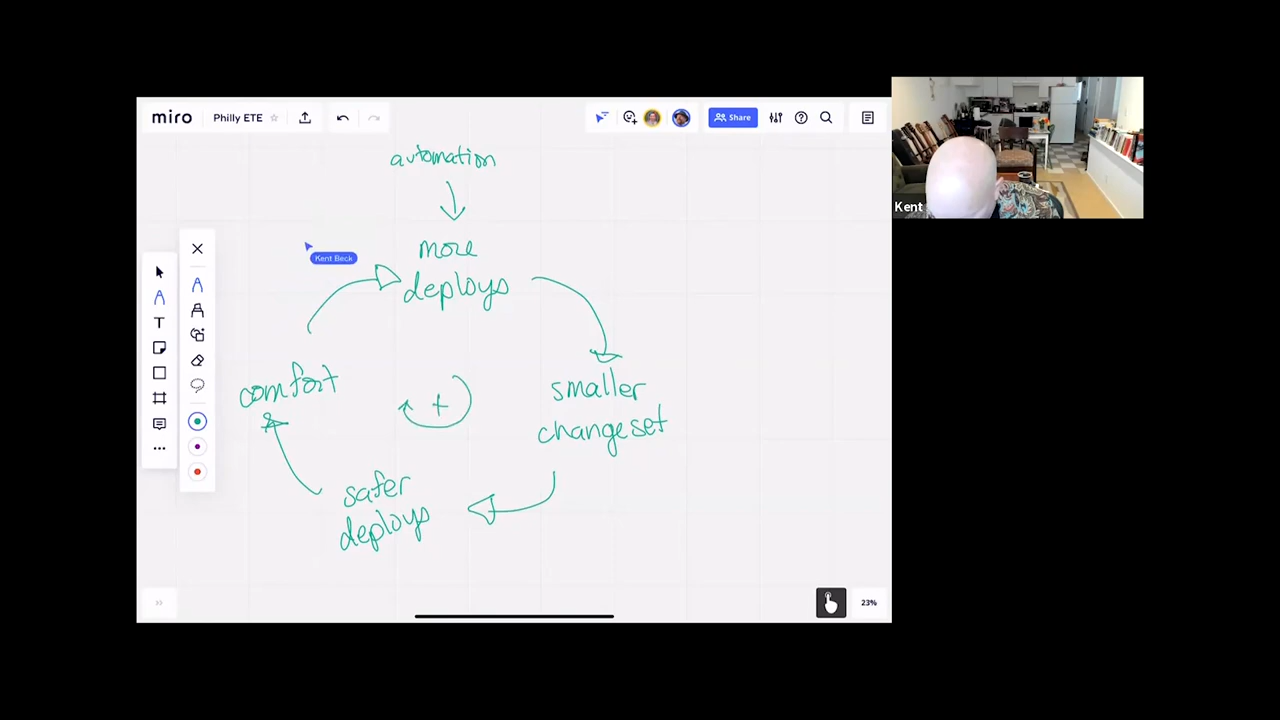 miro
Philly ETE
Share
automation
more
deploys
Kent Beck
comfort
+
smaller
changeset
safer
deploys
T
23%
Kent